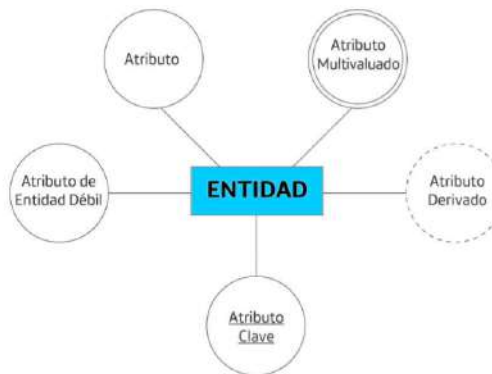 Atributo
Atributo
Multivaluado
Atributo de
Entidad Débil
ENTIDAD
Atributo
Derivado
Atributo
Clave